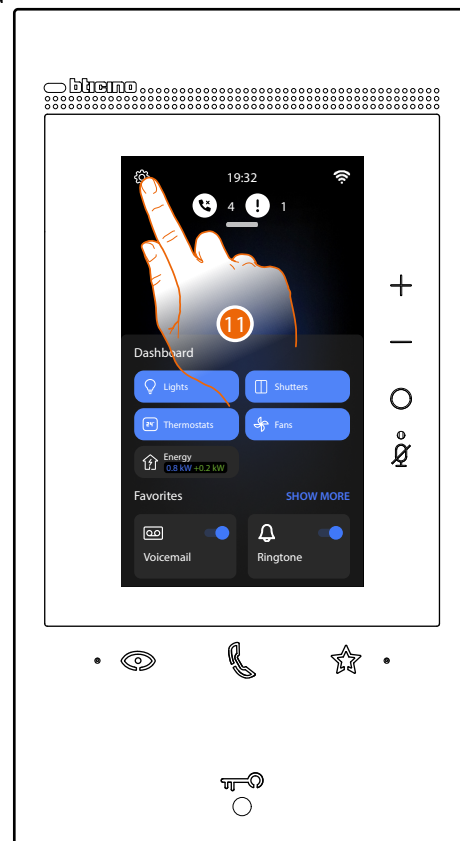 bticino
19:32
4
1
11
Dashboard
Lights
Shutters
Thermostats
Fans
Energy
0.8 kW +0.2 kW
Favorites
SHOW MORE
Voicemail
Ringtone